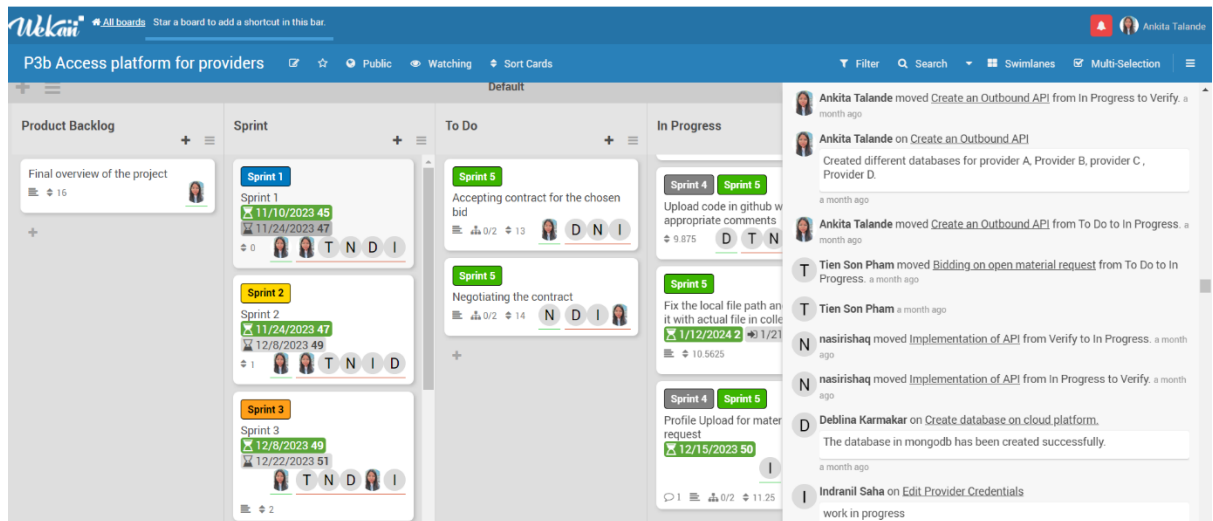 Wekan
All boards Star a board to add a shortcut in this bar.
Ankita Talande
P3b Access platform for providers Public Watching Sort Cards
Filter Search Swimlanes Multi-Selection
Default
Product Backlog
Final overview of the project
16
Sprint
Sprint 1
Sprint 1
11/10/2023 45
11/24/2023 47
0 T N D I
Sprint 2
Sprint 2
11/24/2023 47
12/8/2023 49
1 T N I D
Sprint 3
Sprint 3
12/8/2023 49
12/22/2023 51
T N D I
2
To Do
Sprint 5
Accepting contract for the chosen
bid
0/2 13 D N I
Sprint 5
Negotiating the contract
0/2 14 N D I
In Progress
Sprint 4 Sprint 5
Upload code in github w
appropriate comments
9.875 D T N
Sprint 5
Fix the local file path an
it with actual file in colle
1/12/2024 2 1/21
10.5625
Sprint 4 Sprint 5
Profile Upload for mater
request
12/15/2023 50
I
1 0/2 11.25
Ankita Talande moved Create an Outbound API from In Progress to Verify. a
month ago
Ankita Talande on Create an Outbound API
Created different databases for provider A, Provider B, provider C ,
Provider D.
a month ago
Ankita Talande moved Create an Outbound API from To Do to In Progress. a
month ago
T Tien Son Pham moved Bidding on open material request from To Do to In
Progress. a month ago
T Tien Son Pham a month ago
N nasirishaq moved Implementation of API from Verify to In Progress. a month
ago
N nasirishaq moved Implementation of API from In Progress to Verify. a month
ago
D Deblina Karmakar on Create database on cloud platform.
The database in mongodb has been created successfully.
a month ago
I Indranil Saha on Edit Provider Credentials
work in progress